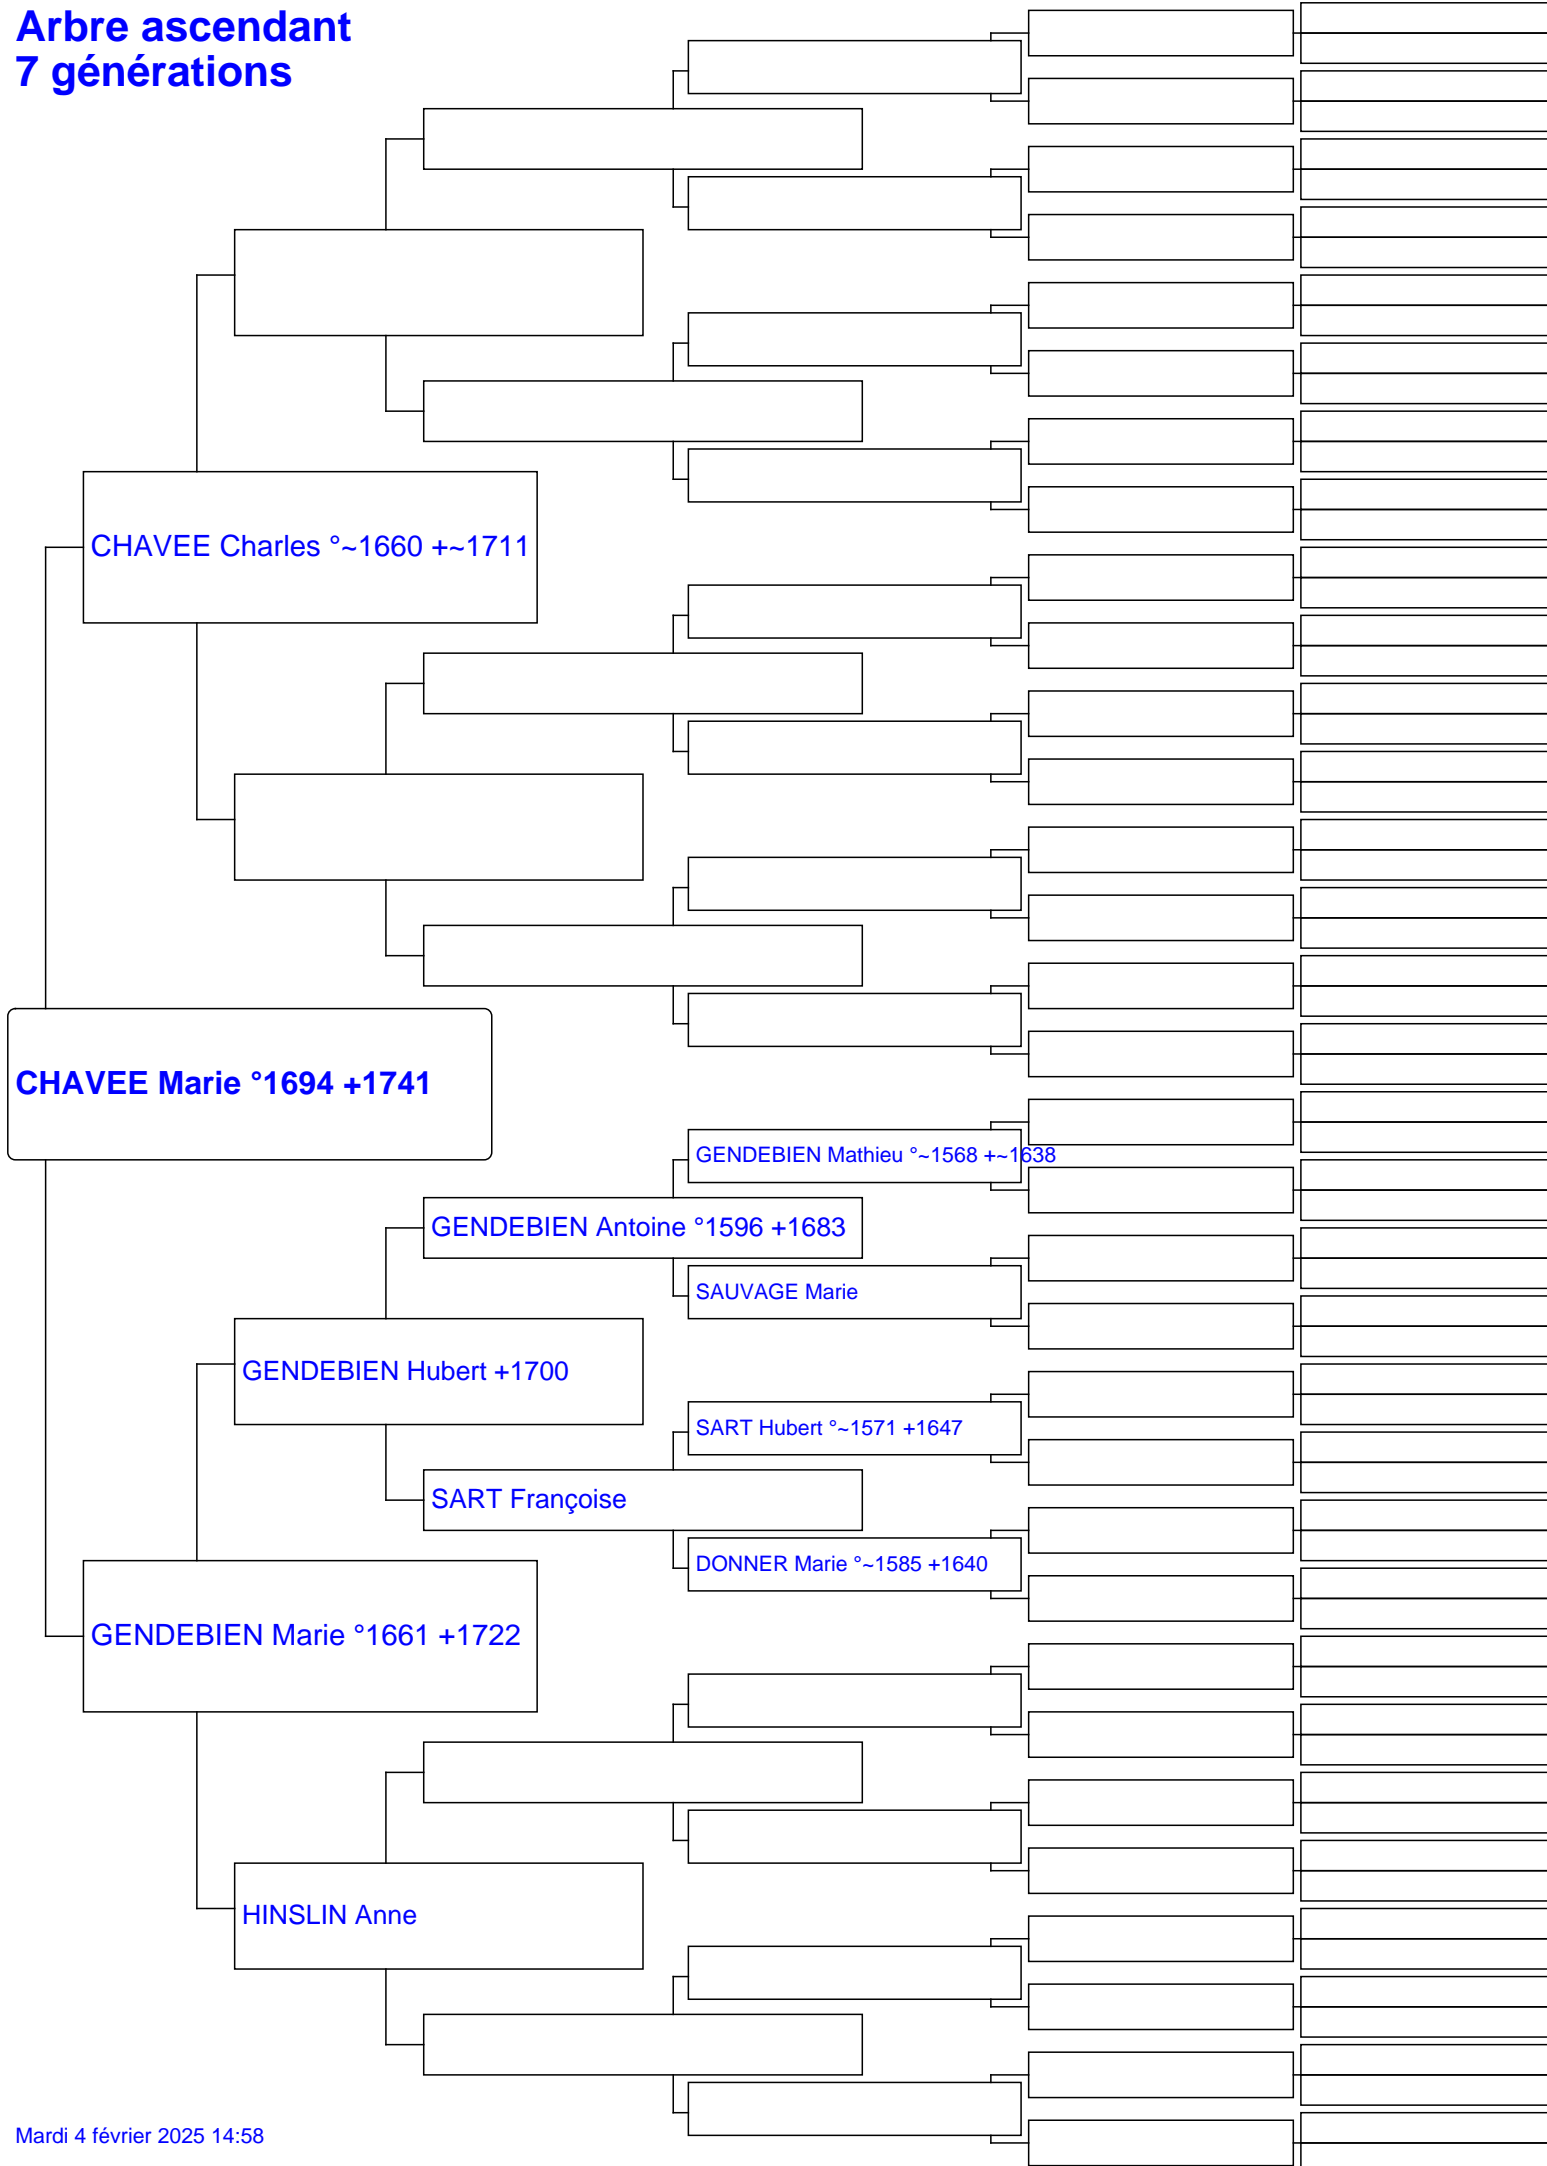 Arbre ascendant
7 générations
CHAVEE Charles °~1660 +~1711
CHAVEE Marie °1694 +1741
GENDEBIEN Mathieu °~1568 +~1638
GENDEBIEN Antoine °1596 +1683
SAUVAGE Marie
GENDEBIEN Hubert +1700
SART Hubert °~1571 +1647
SART Françoise
DONNER Marie °~1585 +1640
GENDEBIEN Marie °1661 +1722
HINSLIN Anne
Mardi 4 février 2025 14:58